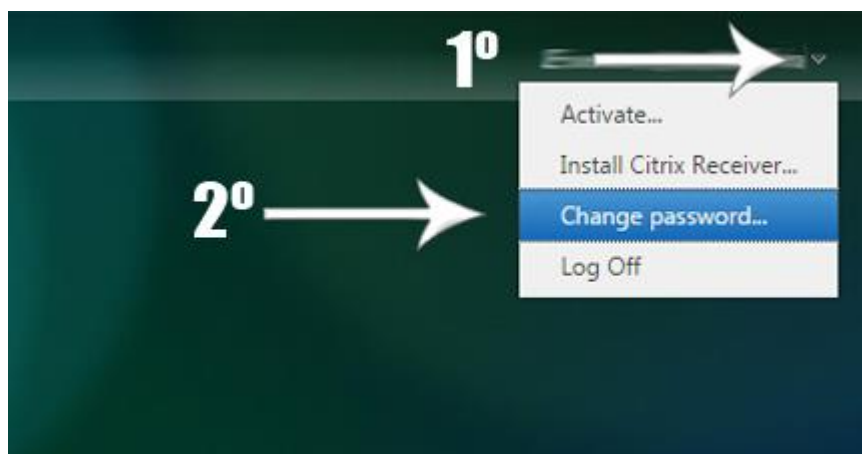 1º
Activate...
Install Citrix Receiver...
2º
Change password...
Log Off